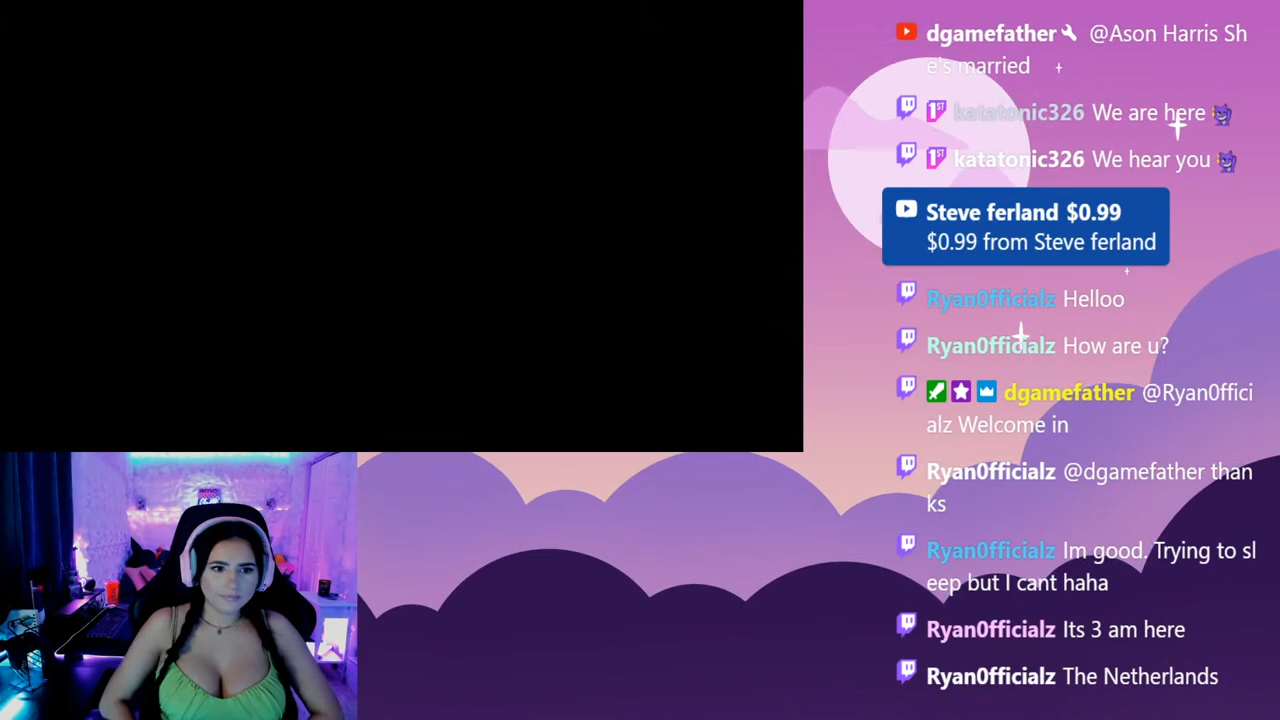 dgamefather @Ason Harris Sh
e's married
1ST katatonic326 We are here
1ST katatonic326 We hear you
Steve ferland $0.99
$0.99 from Steve ferland
Ryan0fficialz Helloo
Ryan0fficialz How are u?
dgamefather @Ryan0ffici
alz Welcome in
Ryan0fficialz @dgamefather than
ks
Ryan0fficialz Im good. Trying to sl
eep but I cant haha
Ryan0fficialz Its 3 am here
Ryan0fficialz The Netherlands